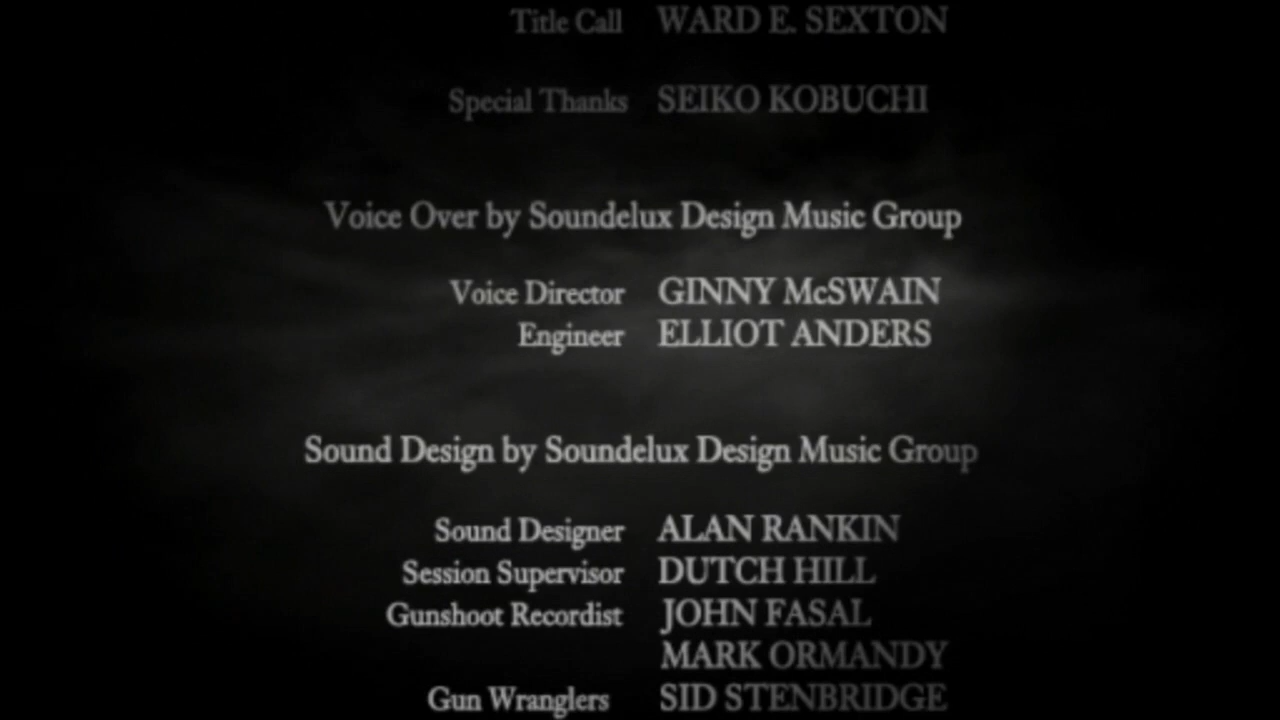 Title Call WARD E. SEXTON
Special Thanks SEIKO KOBUCHI
Voice Over by Soundelux Design Music Group
Voice Director GINNY McSWAIN
Engineer ELLIOT ANDERS
Sound Design by Soundelux Design Music Group
Sound Designer ALAN RANKIN
Session Supervisor DUTCH HILL
Gunshoot Recordist JOHN FASAL
MARK ORMANDY
Gun Wranglers SID STENBRIDGE